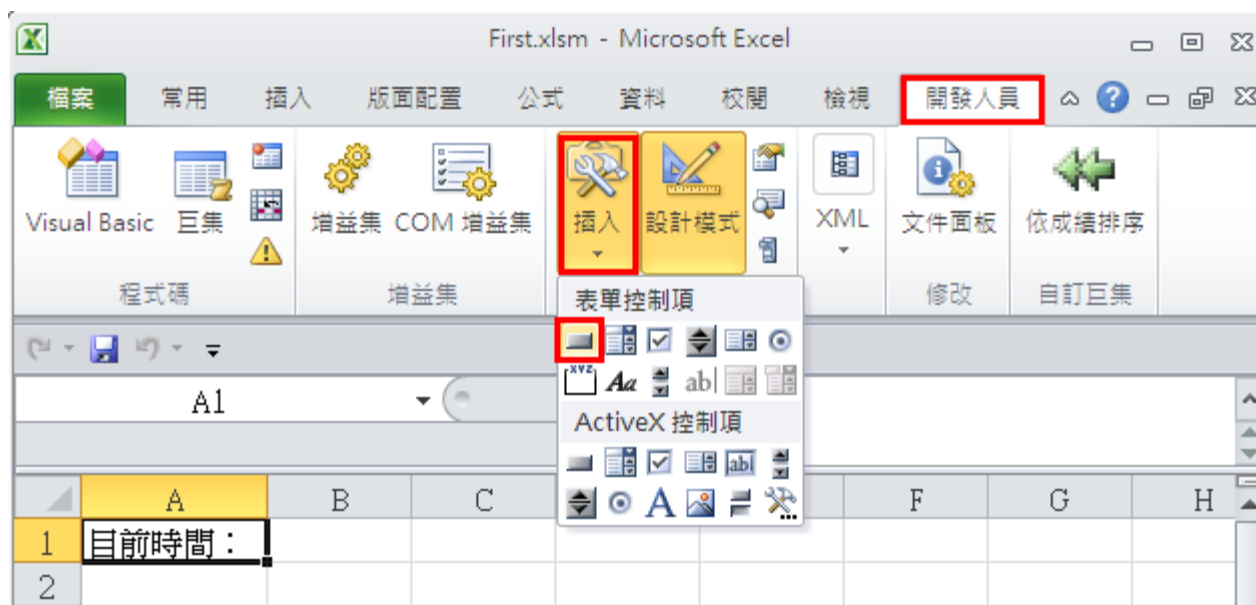 First.xlsm - Microsoft Excel
檔案 常用 插入 版面配置 公式 資料 校閱 檢視 開發人員
Visual Basic 巨集 增益集 COM 增益集 插入 設計模式 XML 文件面板 依成績排序
程式碼 增益集 修改 自訂巨集
表單控制項
XYZ Aa ab
A1
ActiveX 控制項
abl
A
A B C F G H
1 目前時間：
2